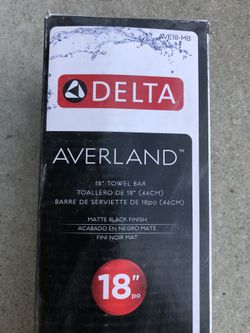 AVE18-MB
DELTA
AVERLAND™
18" TOWEL BAR
TOALLERO DE 18" (46CM)
BARRE DE SERVIETTE DE 18po (46CM)
MATTE BLACK FINISH
ACABADO EN NEGRO MATE
FINI NOIR MAT
18"
po